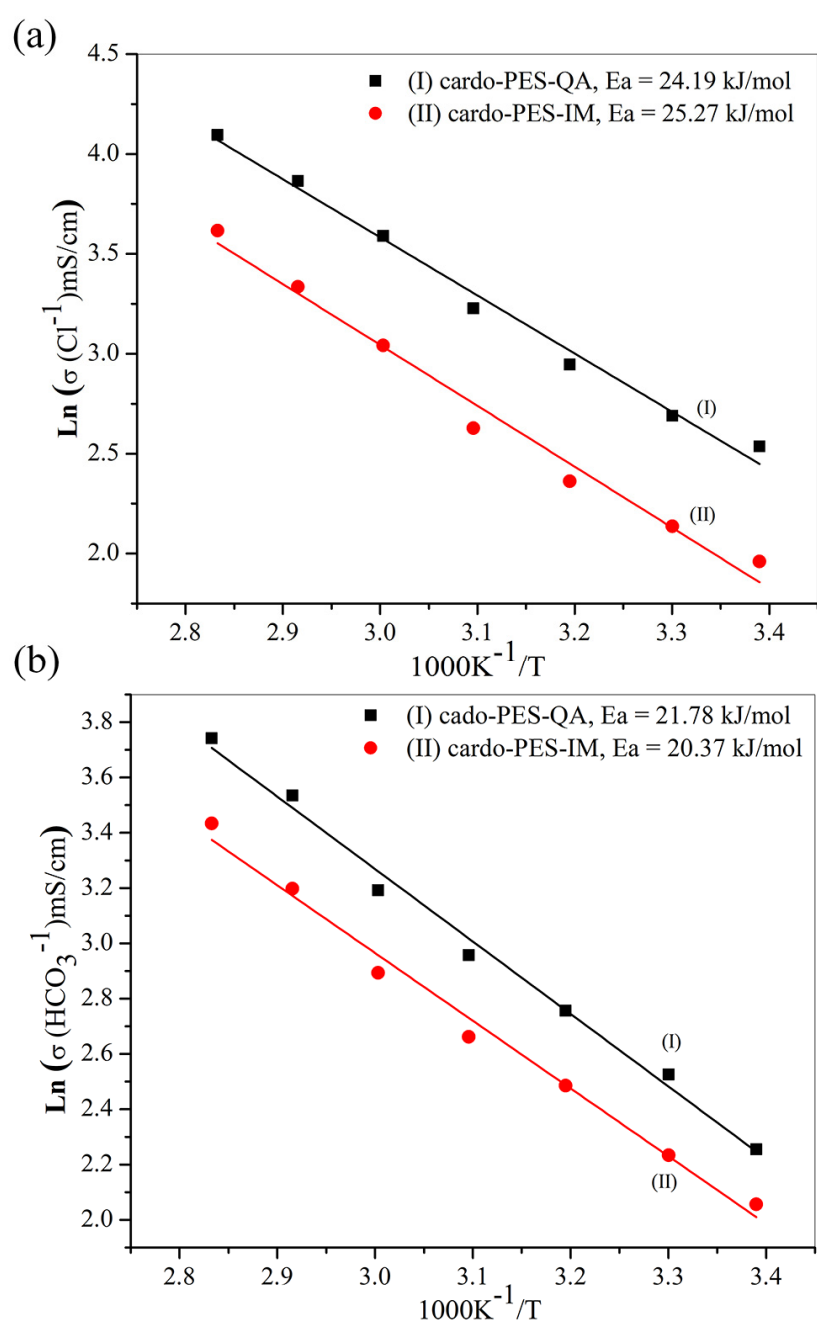 (a)
4.5
4.0
3.5
3.0
2.5
2.0
Ln (σ (Cl⁻¹)mS/cm)
(I) cardo-PES-QA, Ea = 24.19 kJ/mol
(II) cardo-PES-IM, Ea = 25.27 kJ/mol
(I)
(II)
2.8 2.9 3.0 3.1 3.2 3.3 3.4
1000K⁻¹/T
(b)
3.8
3.6
3.4
3.2
3.0
2.8
2.6
2.4
2.2
2.0
Ln (σ (HCO₃⁻¹)mS/cm)
(I) cado-PES-QA, Ea = 21.78 kJ/mol
(II) cardo-PES-IM, Ea = 20.37 kJ/mol
(I)
(II)
2.8 2.9 3.0 3.1 3.2 3.3 3.4
1000K⁻¹/T